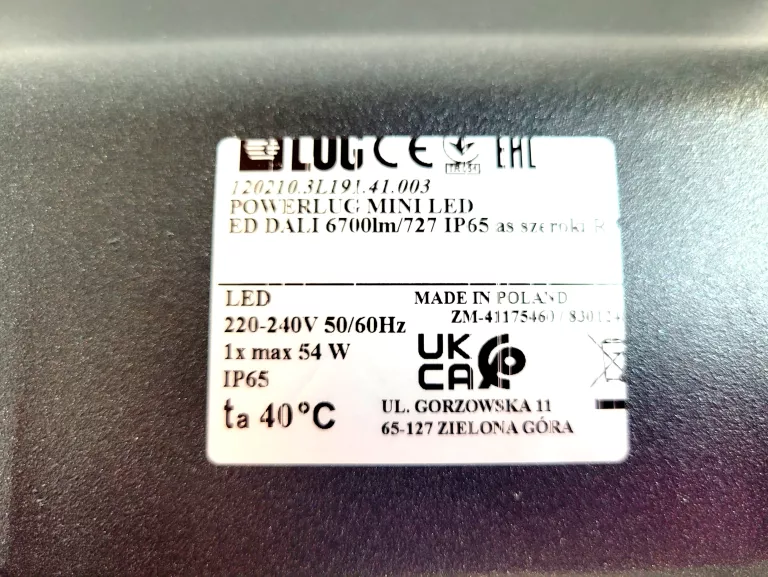 LUG CE EAC
120210.3L191.41.003
POWERLUG MINI LED
ED DALI 6700lm/727 IP65 as szeroki
LED
220-240V 50/60Hz
1x max 54 W
IP65
ta 40°C
MADE IN POLAND
ZM-41175460
UK
CA
UL. GORZOWSKA 11
65-127 ZIELONA GÓRA